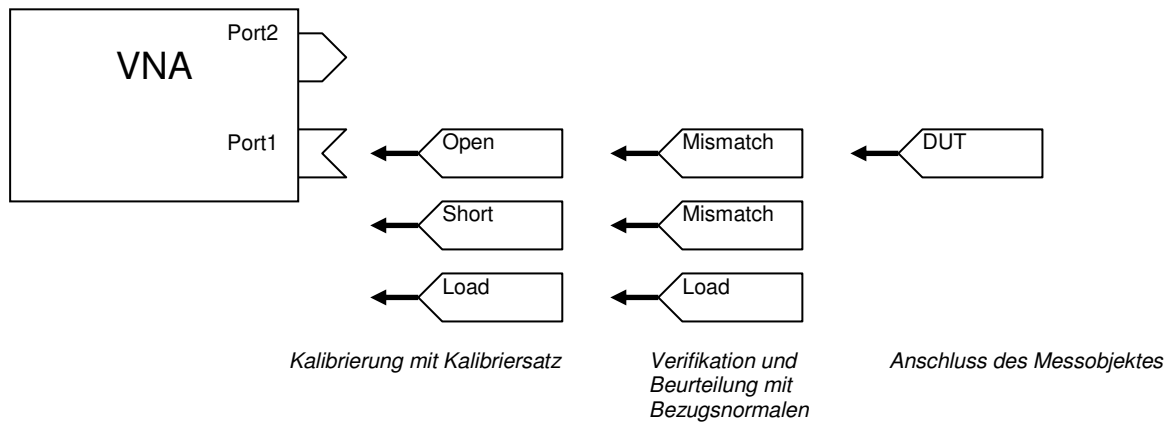 Port2
VNA
Port1
Open
Mismatch
DUT
Short
Mismatch
Load
Load
Kalibrierung mit Kalibriersatz
Verifikation und
Beurteilung mit
Bezugsnormalen
Anschluss des Messobjektes